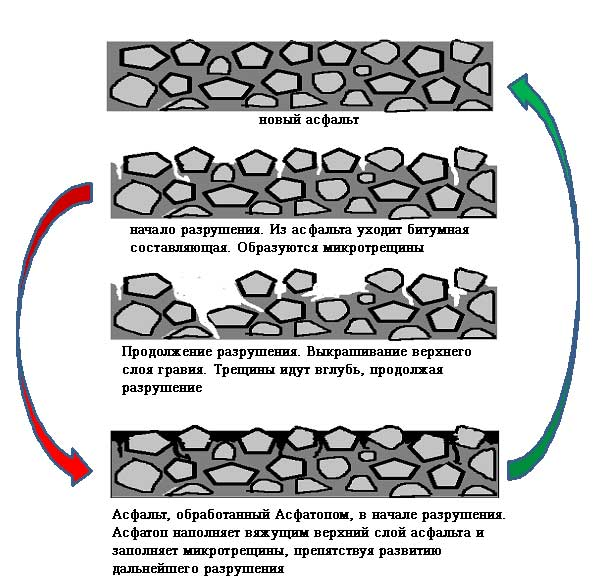 новый асфальт
начало разрушения. Из асфальта уходит битумная
составляющая. Образуются микротрещины
Продолжение разрушения. Выкрашивание верхнего
слоя гравия. Трещины идут вглубь, продолжая
разрушение
Асфальт, обработанный Асфатопом, в начале разрушения.
Асфатоп наполняет вяжущим верхний слой асфальта и
заполняет микротрещины, препятствуя развитию
дальнейшего разрушения